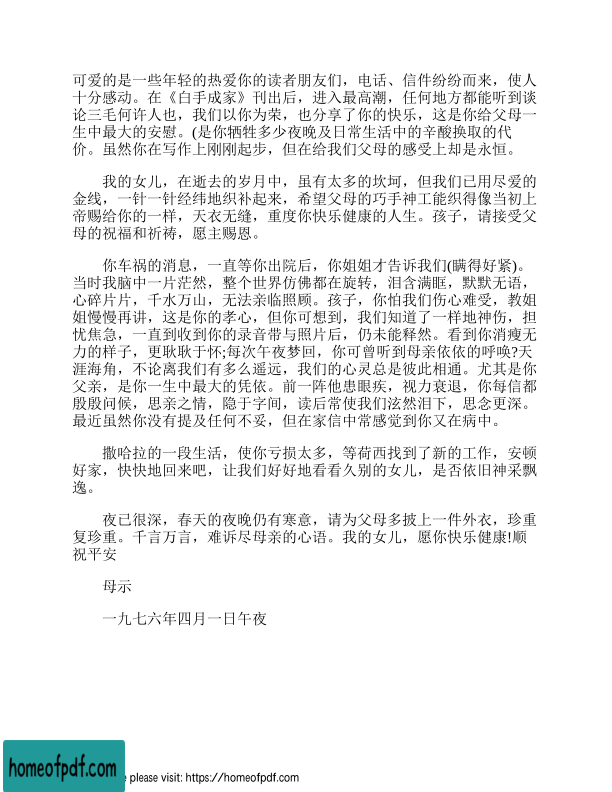 可爱的是一些年轻的热爱你的读者朋友们，电话、信件纷纷而来，使人
十分感动。在《白手成家》刊出后，进入最高潮，任何地方都能听到谈
论三毛何许人也，我们以你为荣，也分享了你的快乐，这是你给父母一
生中最大的安慰。(是你牺牲多少夜晚及日常生活中的辛酸换取的代
价。虽然你在写作上刚刚起步，但在给我们父母的感受上却是永恒。
我的女儿，在逝去的岁月中，虽有太多的坎坷，但我们已用尽爱的
金线，一针一针经纬地织补起来，希望父母的巧手神工能织得像当初上
帝赐给你的一样，天衣无缝，重度你快乐健康的人生。孩子，请接受父
母的祝福和祈祷，愿主赐恩。
你车祸的消息，一直等你出院后，你姐姐才告诉我们(瞒得好紧)。
当时我脑中一片茫然，整个世界仿佛都在旋转，泪含满眶，默默无语，
心碎片片，千水万山，无法亲临照顾。孩子，你怕我们伤心难受，教姐
姐慢慢再讲，这是你的孝心，但你可想到，我们知道了一样地神伤，担
忧焦急，一直到收到你的录音带与照片后，仍未能释然。看到你消瘦无
力的样子，更耿耿于怀;每次午夜梦回，你可曾听到母亲依依的呼唤?天
涯海角，不论离我们有多么遥远，我们的心灵总是彼此相通。尤其是你
父亲，是你一生中最大的凭依。前一阵他患眼疾，视力衰退，你每信都
殷殷问候，思亲之情，隐于字间，读后常使我们泫然泪下，思念更深。
最近虽然你没有提及任何不妥，但在家信中常感觉到你又在病中。
撒哈拉的一段生活，使你亏损太多，等荷西找到了新的工作，安顿
好家，快快地回来吧，让我们好好地看看久别的女儿，是否依旧神采飘
逸。
夜已很深，春天的夜晚仍有寒意，请为父母多披上一件外衣，珍重
复珍重。千言万言，难诉尽母亲的心语。我的女儿，愿你快乐健康!顺
祝平安
母示
一九七六年四月一日午夜
homeofpdf.com
please visit: https://homeofpdf.com